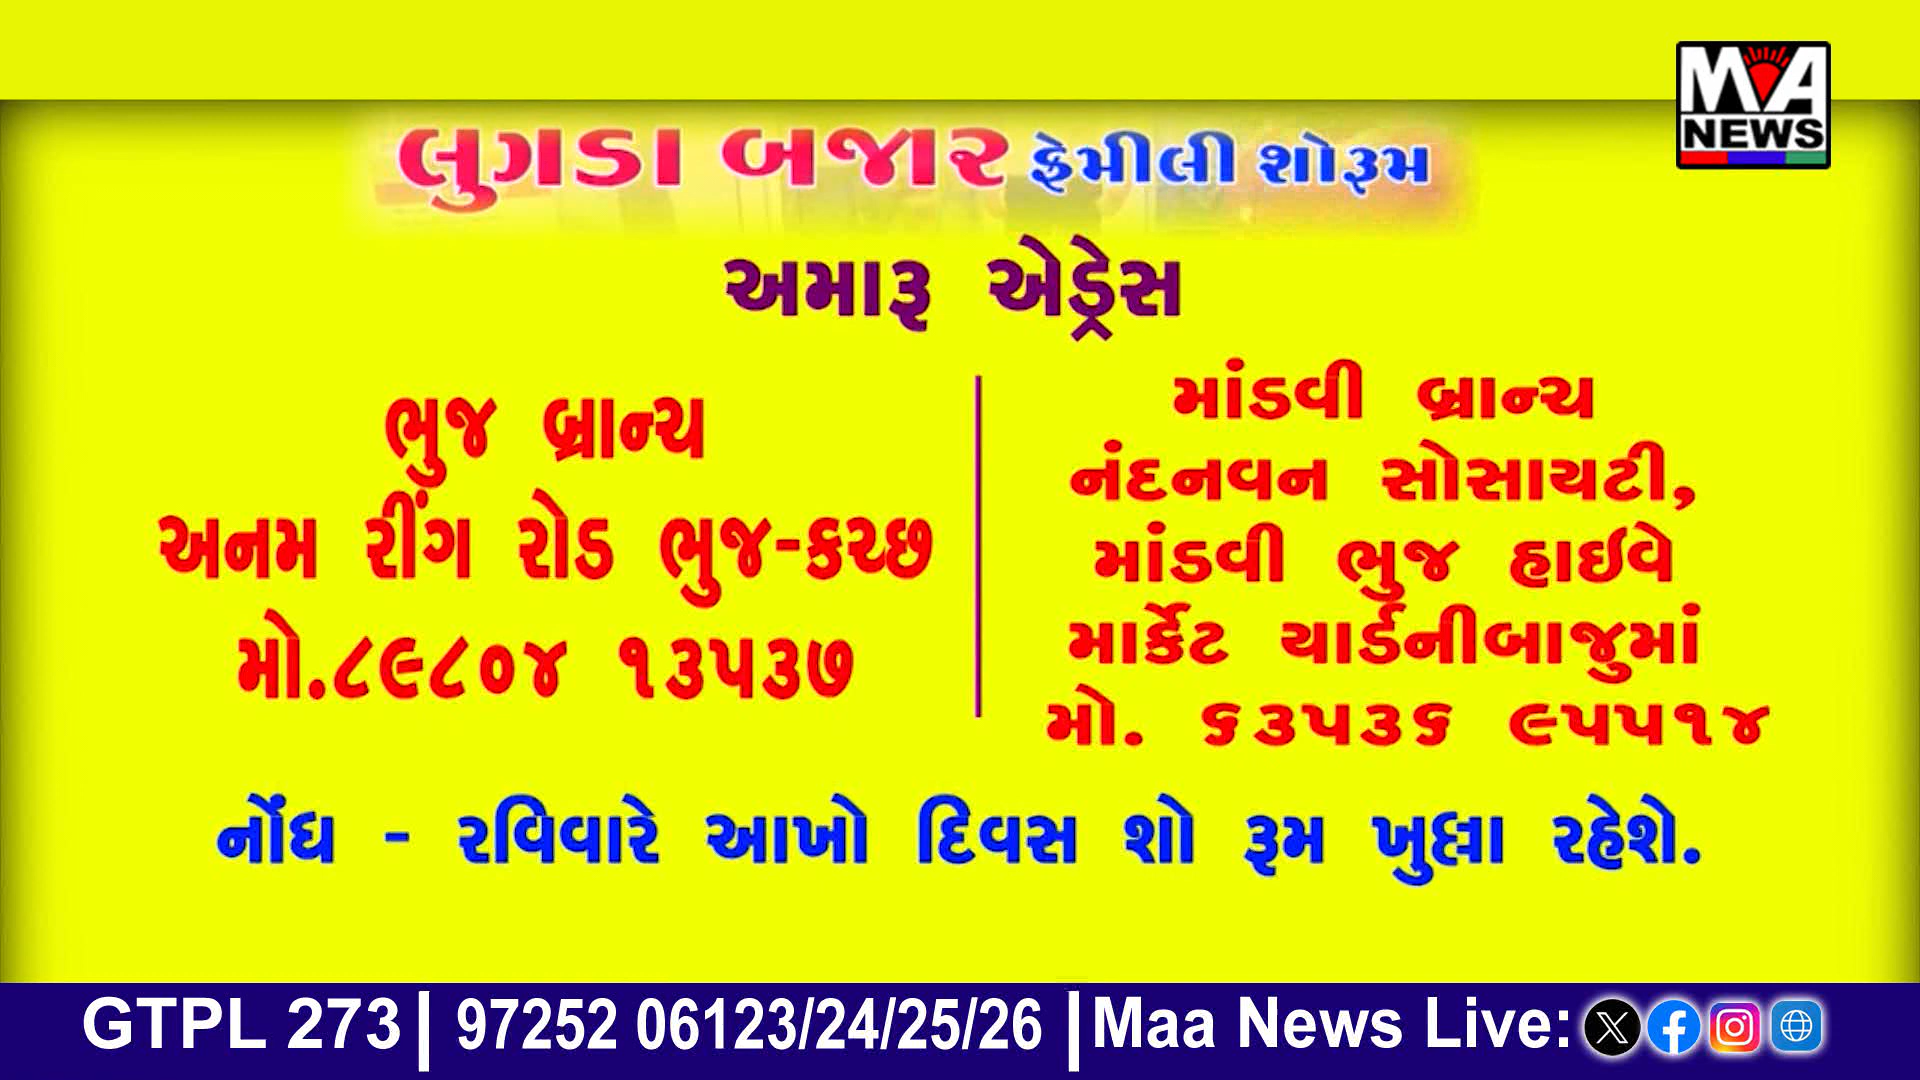 MAA NEWS
લુગડા બજાર ફેમીલી શોરૂમ
અમારૂ એડ્રેસ
ભુજ બ્રાન્ચ
અનમ રીંગ રોડ ભુજ-કચ્છ
મો.૮૯૮૦૪ ૧૩૫૩૭
માંડવી બ્રાન્ચ
નંદનવન સોસાયટી,
માંડવી ભુજ હાઇવે
માર્કેટ યાર્ડનીબાજુમાં
મો. ૬૩૫૩૬ ૯૫૫૧૪
નોંધ - રવિવારે આખો દિવસ શો રૂમ ખુલ્લા રહેશે.
GTPL 273 | 97252 06123/24/25/26 | Maa News Live: